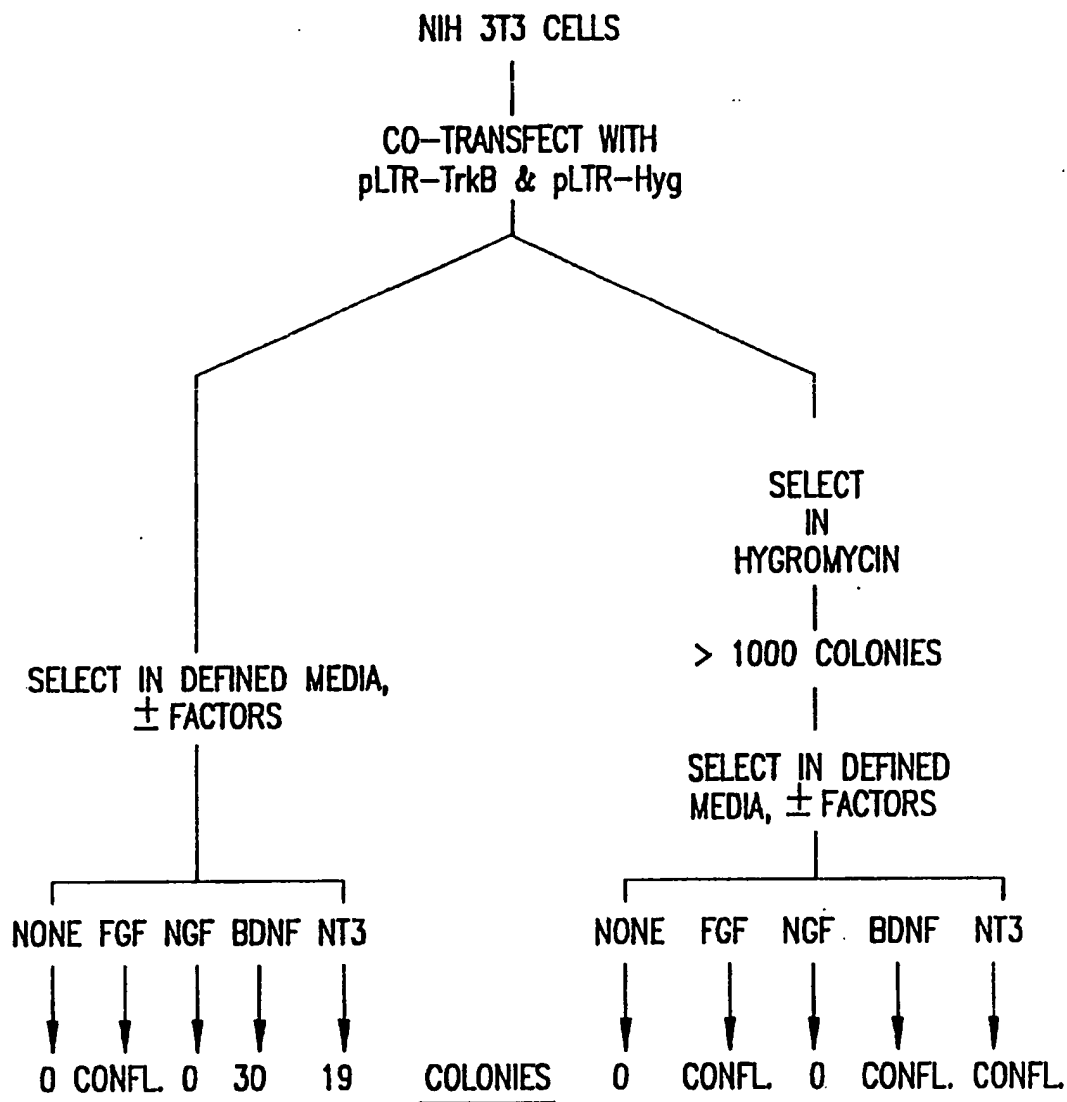 NIH 3T3 CELLS
CO-TRANSFECT WITH
pLTR-TrkB & pLTR-Hyg
SELECT
IN
HYGROMYCIN
> 1000 COLONIES
SELECT IN DEFINED MEDIA,
± FACTORS
SELECT IN DEFINED
MEDIA, ± FACTORS
NONE FGF NGF BDNF NT3
NONE FGF NGF BDNF NT3
0 CONFL. 0 30 19
COLONIES
0 CONFL. 0 CONFL. CONFL.